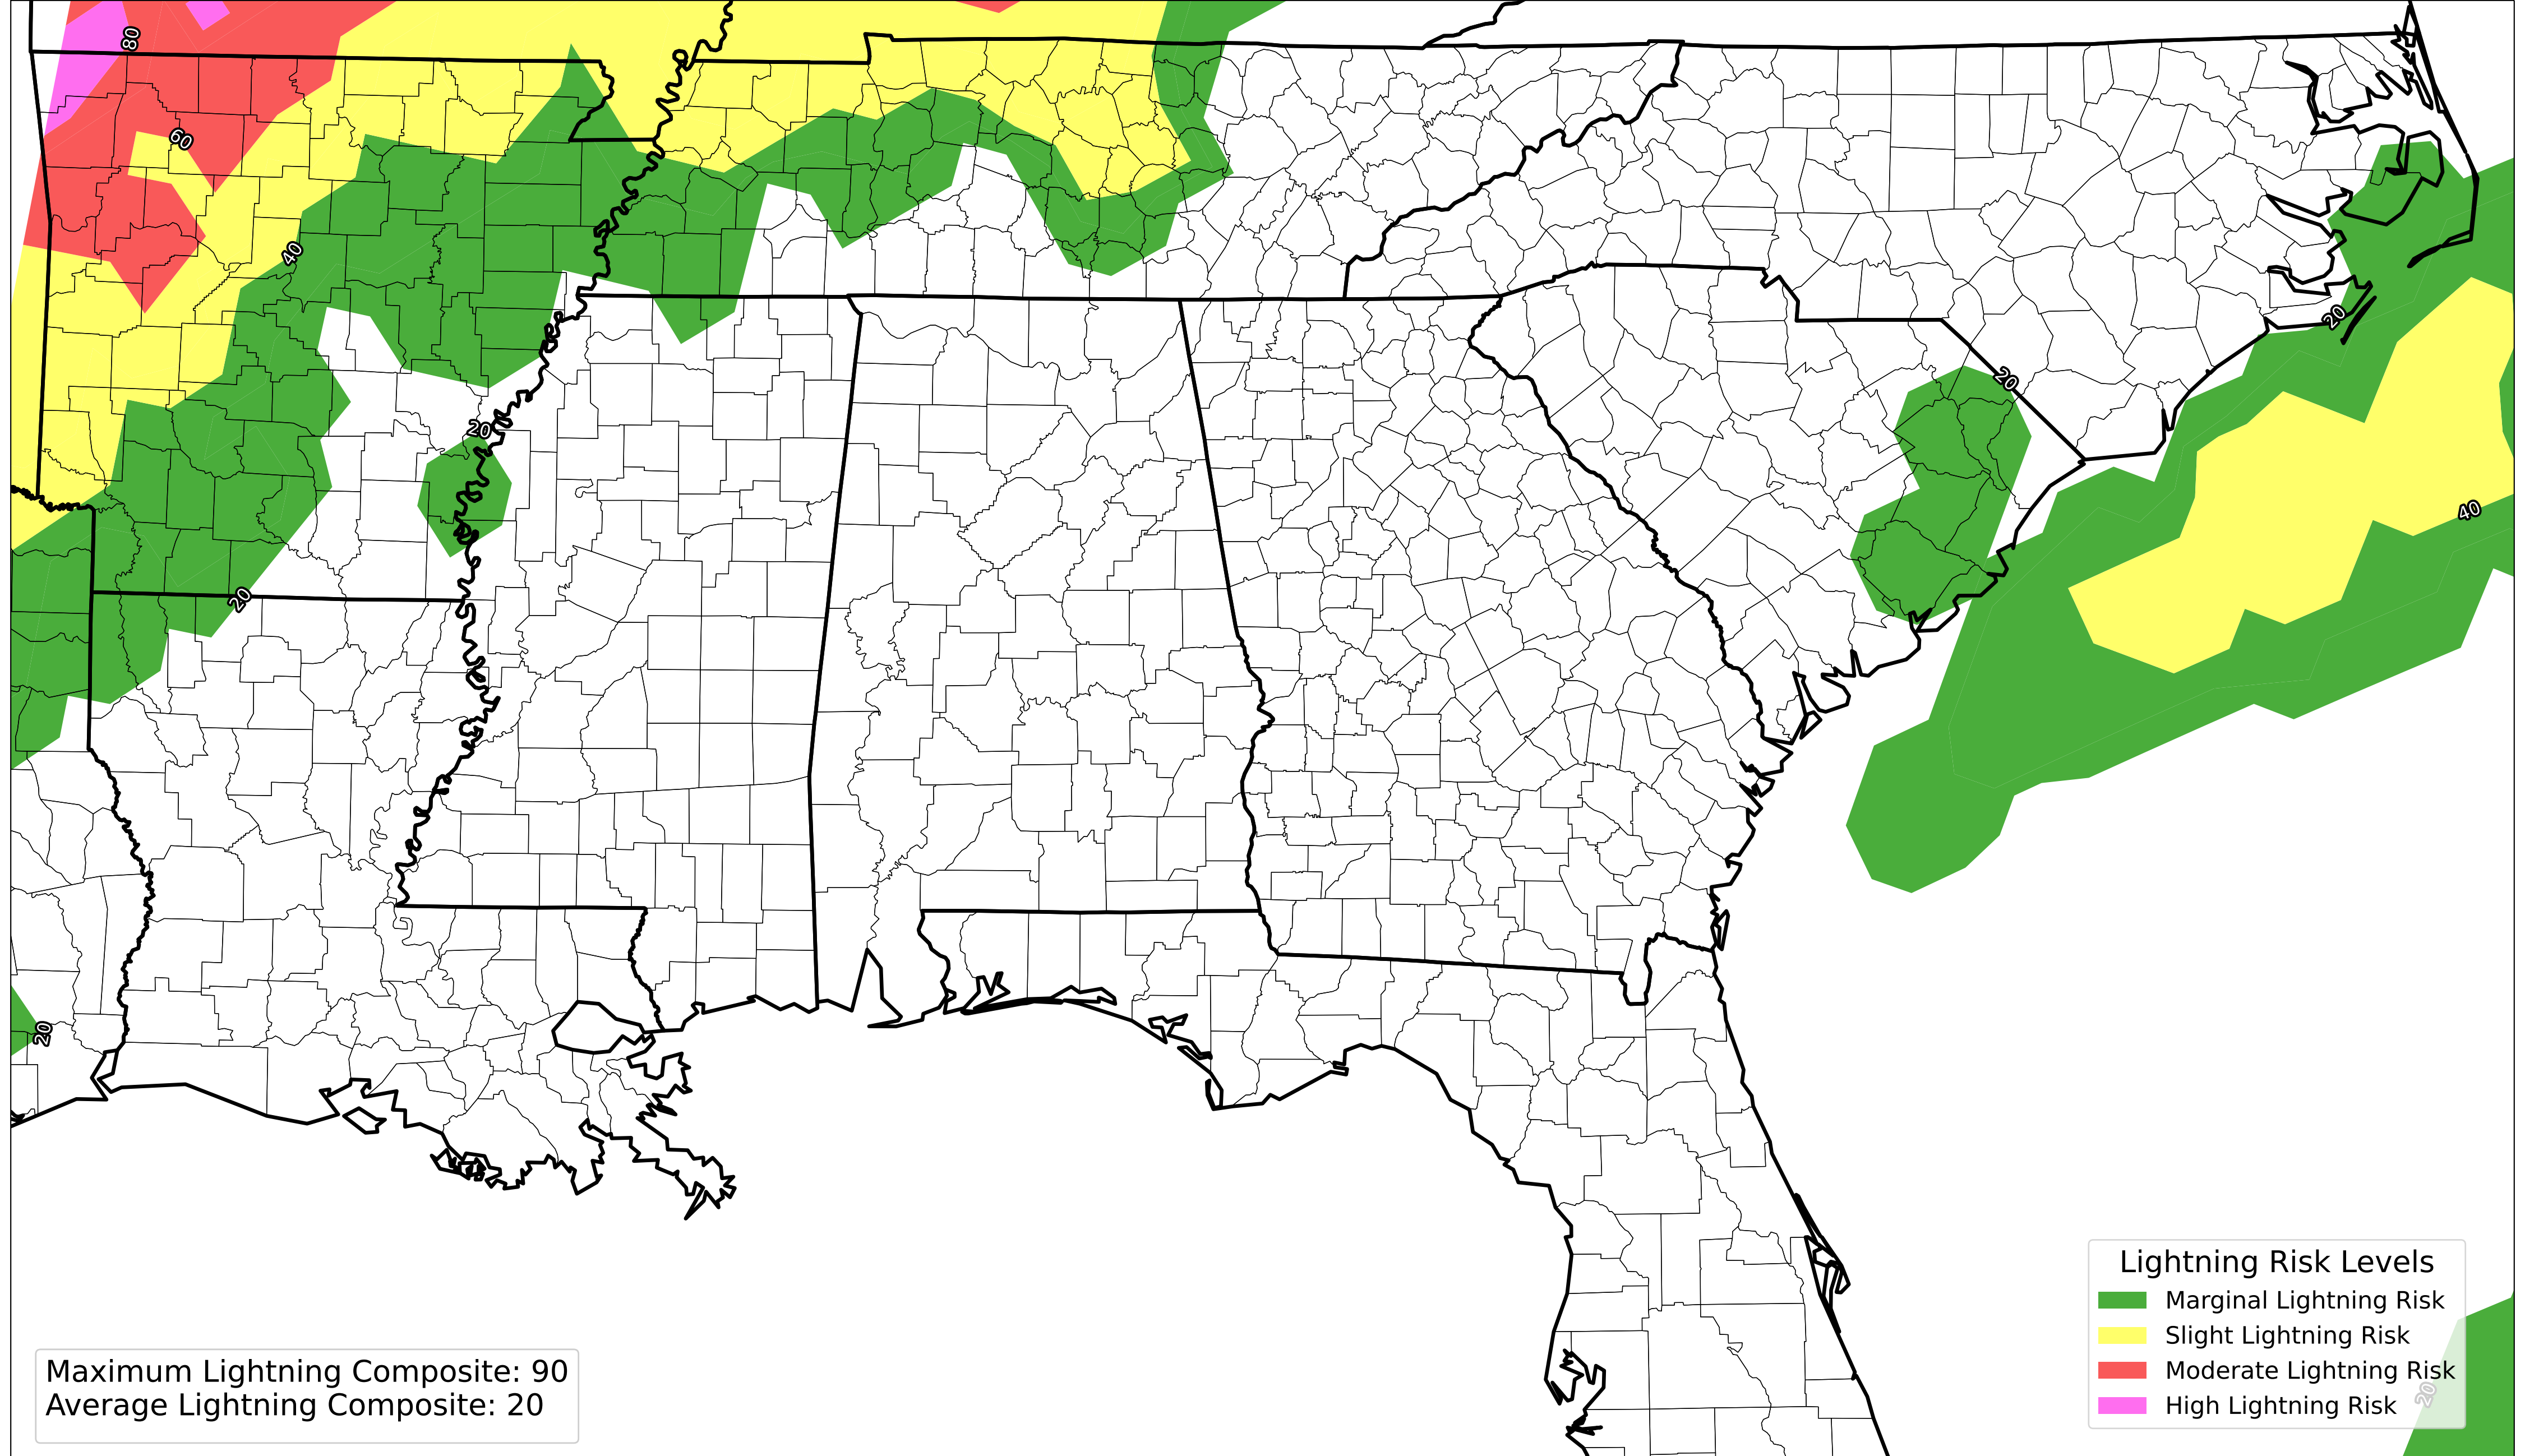 80
60
40
20
20
20
20
40
20
20
Lightning Risk Levels
Marginal Lightning Risk
Slight Lightning Risk
Moderate Lightning Risk
High Lightning Risk
Maximum Lightning Composite: 90
Average Lightning Composite: 20